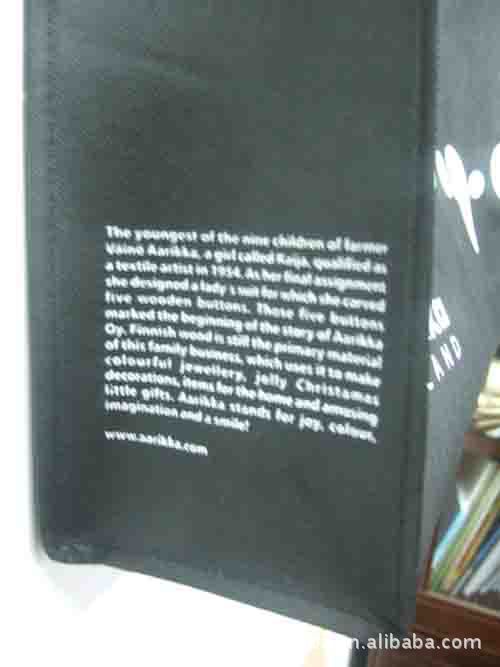 The youngest of the nine children of farmer
Väinö Aarikka, a girl called Kaija, qualified as
a textile artist in 1954. As her final assignment
she designed a lady s suit for which she carved
five wooden buttons. Those five buttons
marked the beginning of the story of Aarikka
Oy. Finnish wood is still the primary material
of this family business, which uses it to make
colourful jewellery, jolly Christamas
decorations, items for the home and amusing
little gifts. Aarikka stands for joy, colour,
imagination and a smile!
www.aarikka.com
ka
LAND
n.alibaba.com